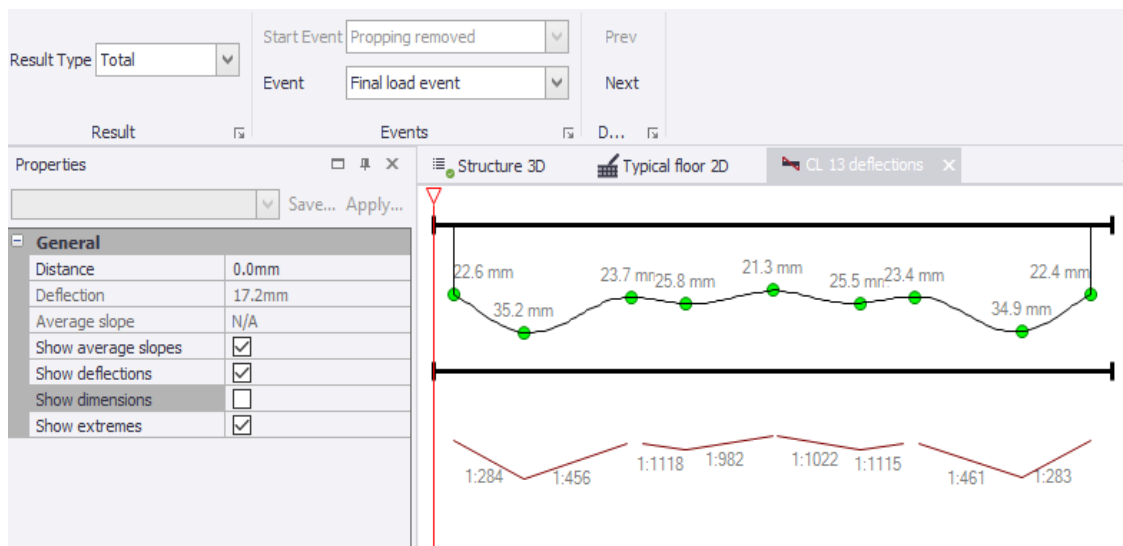 Start Event Propping removed Prev
Result Type Total
Event Final load event Next
Result Events D...
Properties
Structure 3D Typical floor 2D CL 13 deflections
Save... Apply...
General
Distance 0.0mm
Deflection 17.2mm
Average slope N/A
Show average slopes
Show deflections
Show dimensions
Show extremes
22.6 mm 23.7 mm 25.8 mm 21.3 mm 25.5 mm 23.4 mm 22.4 mm
35.2 mm 34.9 mm
1:284 1:456 1:1118 1:982 1:1022 1:1115 1:461 1:283